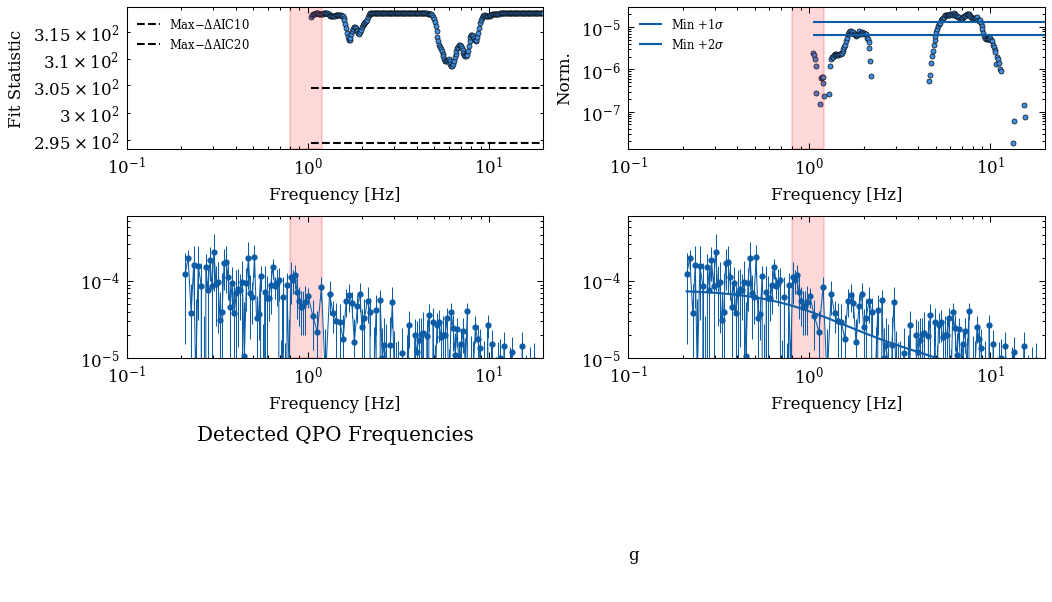 Fit Statistic
3.15 × 10²
3.1 × 10²
3.05 × 10²
3 × 10²
2.95 × 10²
Max−ΔAIC10
Max−ΔAIC20
10⁻¹ 10⁰ 10¹
Frequency [Hz]
Norm.
10⁻⁵
10⁻⁶
10⁻⁷
Min +1σ
Min +2σ
10⁻¹ 10⁰ 10¹
Frequency [Hz]
10⁻⁴
10⁻⁵
10⁻¹ 10⁰ 10¹
Frequency [Hz]
10⁻⁴
10⁻⁵
10⁻¹ 10⁰ 10¹
Frequency [Hz]
Detected QPO Frequencies
g